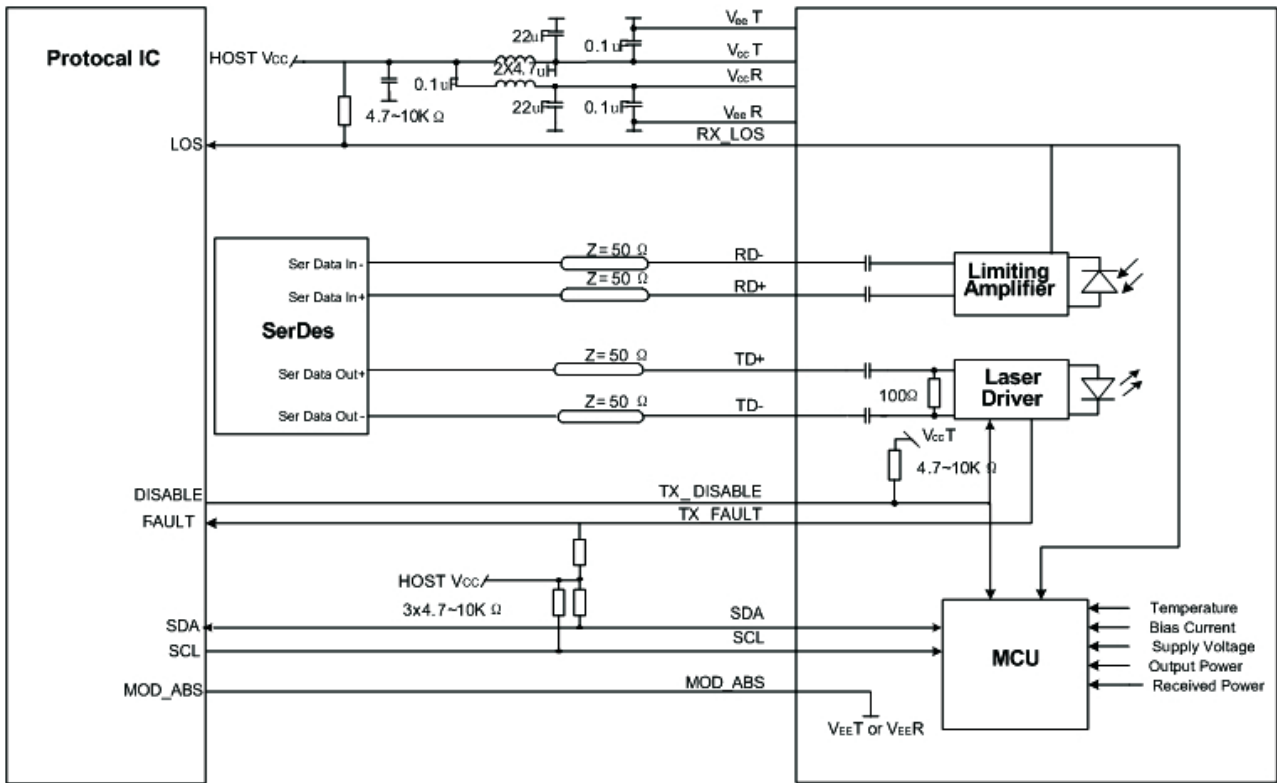 Protocal IC
HOST Vcc
22uF
0.1uF
VeeT
VccT
2X4.7uH
0.1uF
VccR
4.7~10K Ω
22uF
0.1uF
VeeR
LOS
RX_LOS
Z= 50 Ω
RD-
Ser Data In -
Limiting Amplifier
Z= 50 Ω
RD+
Ser Data In+
SerDes
Z= 50 Ω
TD+
Ser Data Out+
Laser Driver
100Ω
Z= 50 Ω
TD-
Ser Data Out -
VccT
4.7~10K Ω
DISABLE
TX_DISABLE
FAULT
TX_FAULT
HOST Vcc
3x4.7~10K Ω
SDA
SDA
SCL
SCL
MCU
Temperature
Bias Current
Supply Voltage
Output Power
Received Power
MOD_ABS
MOD_ABS
VEET or VEER